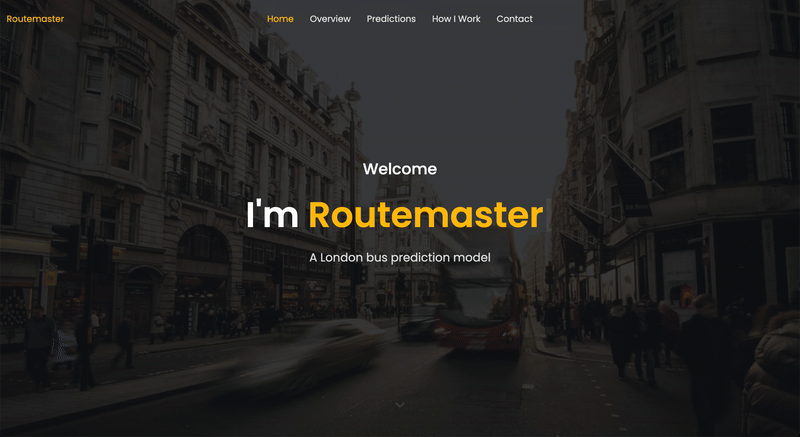 Routemaster
Home Overview Predictions How I Work Contact
Welcome
I'm Routemaster
A London bus prediction model